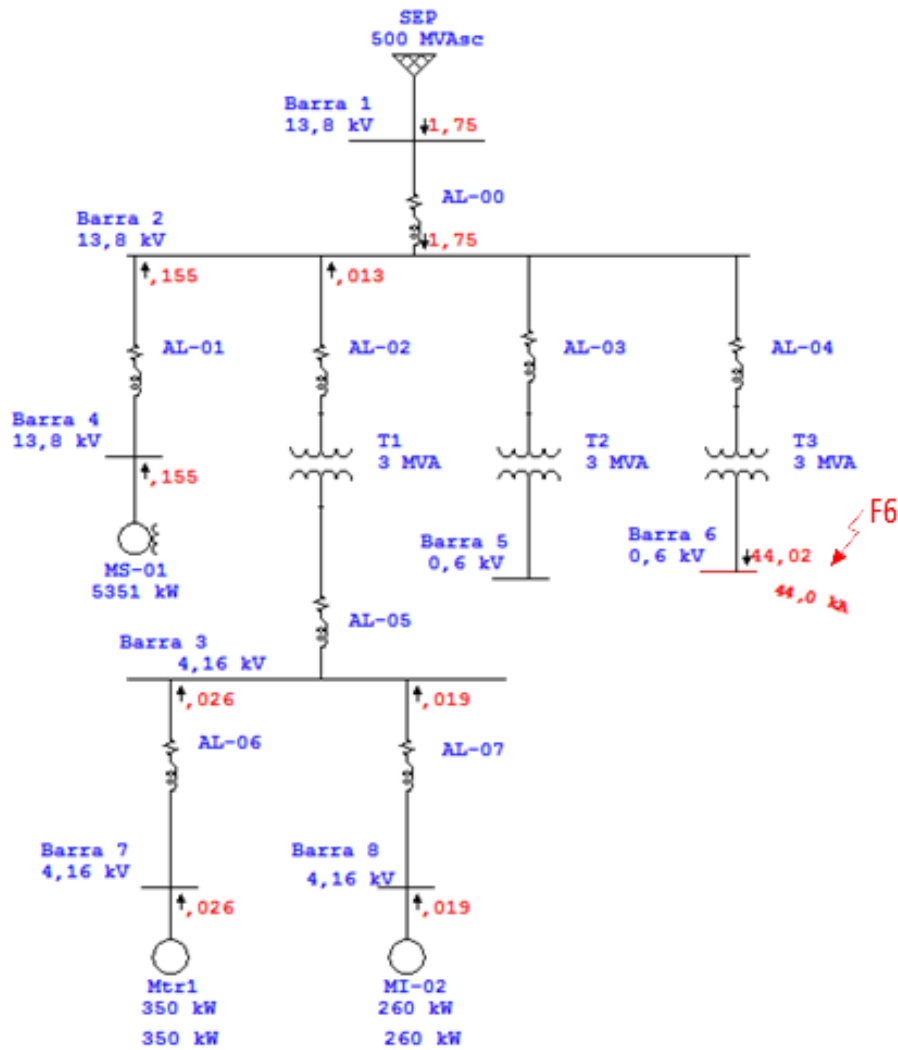 SEP
500 MVAsc
Barra 1
13,8 kV
1,75
AL-00
Barra 2
13,8 kV
1,75
,155
,013
AL-01
AL-02
AL-03
AL-04
Barra 4
13,8 kV
,155
T1
3 MVA
T2
3 MVA
T3
3 MVA
F6
MS-01
5351 kW
Barra 5
0,6 kV
Barra 6
0,6 kV
44,02
44,0 kA
AL-05
Barra 3
4,16 kV
,026
,019
AL-06
AL-07
Barra 7
4,16 kV
Barra 8
4,16 kV
,026
,019
Mtr1
350 kW
350 kW
MI-02
260 kW
260 kW